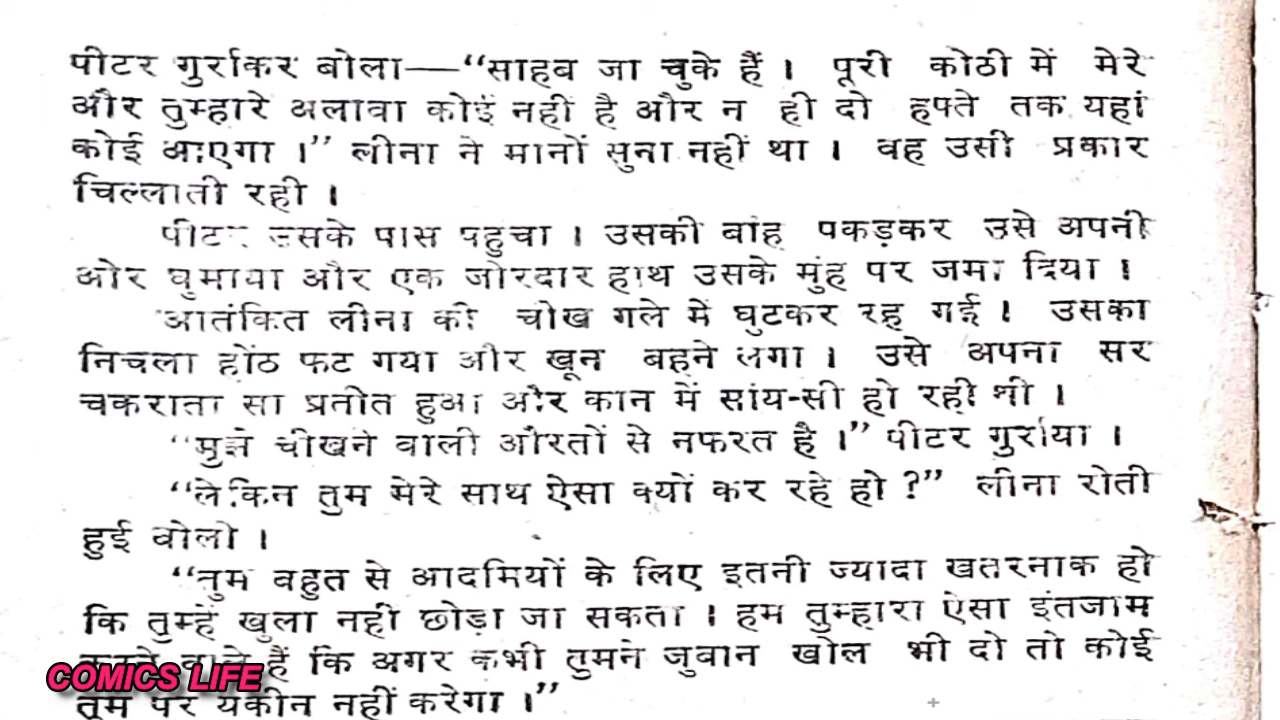 पीटर गुर्राकर बोला—“साहब जा चुके हैं । पूरी कोठी में मेरे
और तुम्हारे अलावा कोई नहीं है और न ही दो हफ्ते तक यहां
कोई आएगा ।” लीना ने मानों सुना नहीं था । वह उसी प्रकार
चिल्लाती रही ।
पीटर उसके पास पहुचा । उसकी बांह पकड़कर उसे अपनी
ओर घुमाया और एक जोरदार हाथ उसके मुंह पर जमा दिया ।
आतंकित लीना की चीख गले में घुटकर रह गई । उसका
निचला होंठ फट गया और खून बहने लगा । उसे अपना सर
चकराता सा प्रतीत हुआ और कान में सांय-सी हो रही थी ।
“मुझे चीखने वाली औरतों से नफरत है ।” पीटर गुर्राया ।
“लेकिन तुम मेरे साथ ऐसा क्यों कर रहे हो ?” लीना रोती
हुई बोली ।
“तुम बहुत से आदमियों के लिए इतनी ज्यादा खतरनाक हो
कि तुम्हें खुला नहीं छोड़ा जा सकता । हम तुम्हारा ऐसा इंतजाम
हैं कि अगर कभी तुमने जुबान खोल भी दो तो कोई
तुम पर यकीन नहीं करेगा ।”
COMICS LIFE